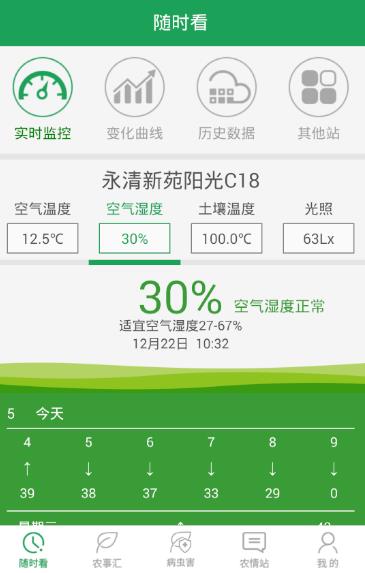 随时看
实时监控 变化曲线 历史数据 其他站
永清新苑阳光C18
空气温度 空气湿度 土壤温度 光照
12.5℃ 30% 100.0℃ 63Lx
30% 空气湿度正常
适宜空气湿度27-67%
12月22日 10:32
5 今天
4 5 6 7 8 9
↑ ↓ ↓ ↓ ↓ ↓
39 38 37 33 29 0
随时看 农事汇 病虫害 农情站 我的